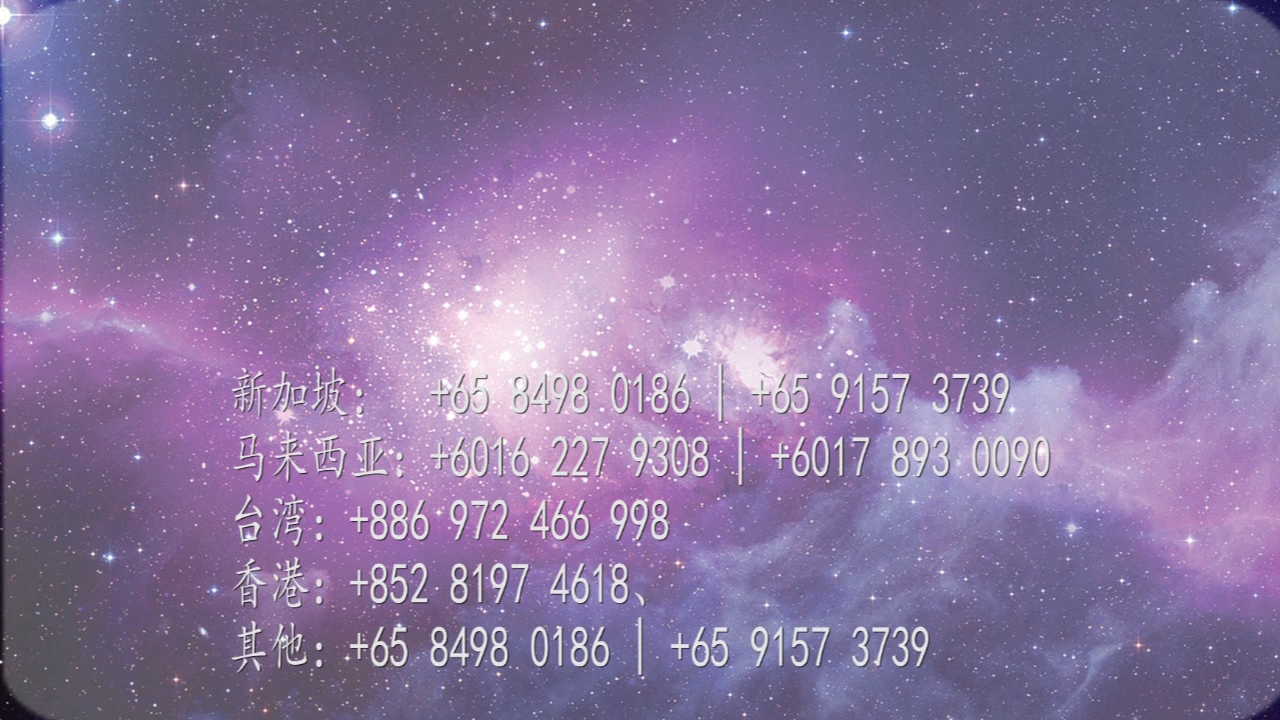 新加坡： +65 8498 0186 | +65 9157 3739
马来西亚: +6016 227 9308 | +6017 893 0090
台湾: +886 972 466 998
香港: +852 8197 4618、
其他: +65 8498 0186 | +65 9157 3739